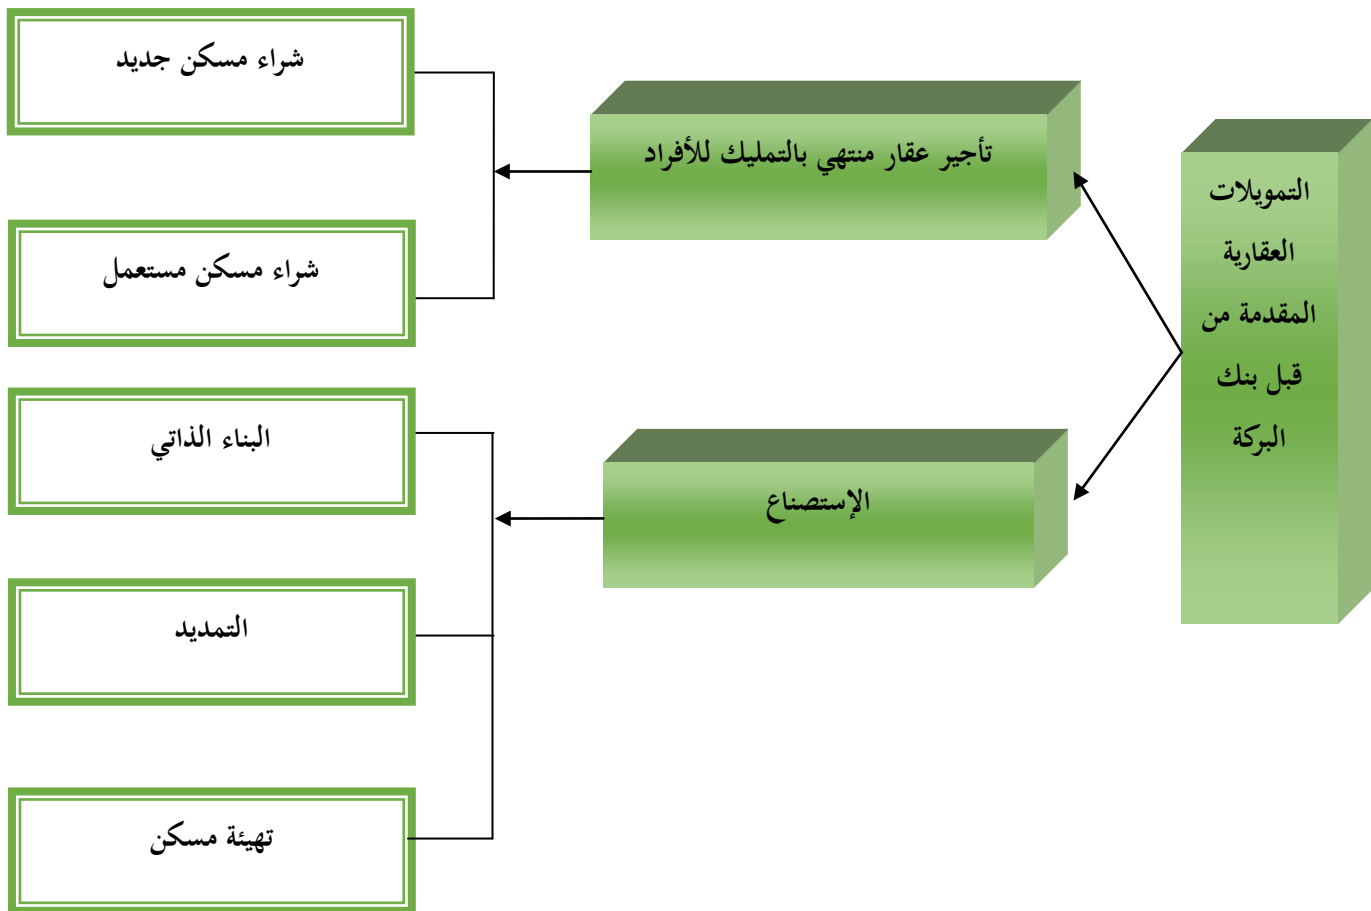 التمويلات
العقارية
المقدمة من
قبل بنك
البركة
تأجير عقار منتهي بالتمليك للأفراد
شراء مسكن جديد
شراء مسكن مستعمل
الإستصناع
البناء الذاتي
التمديد
تهيئة مسكن